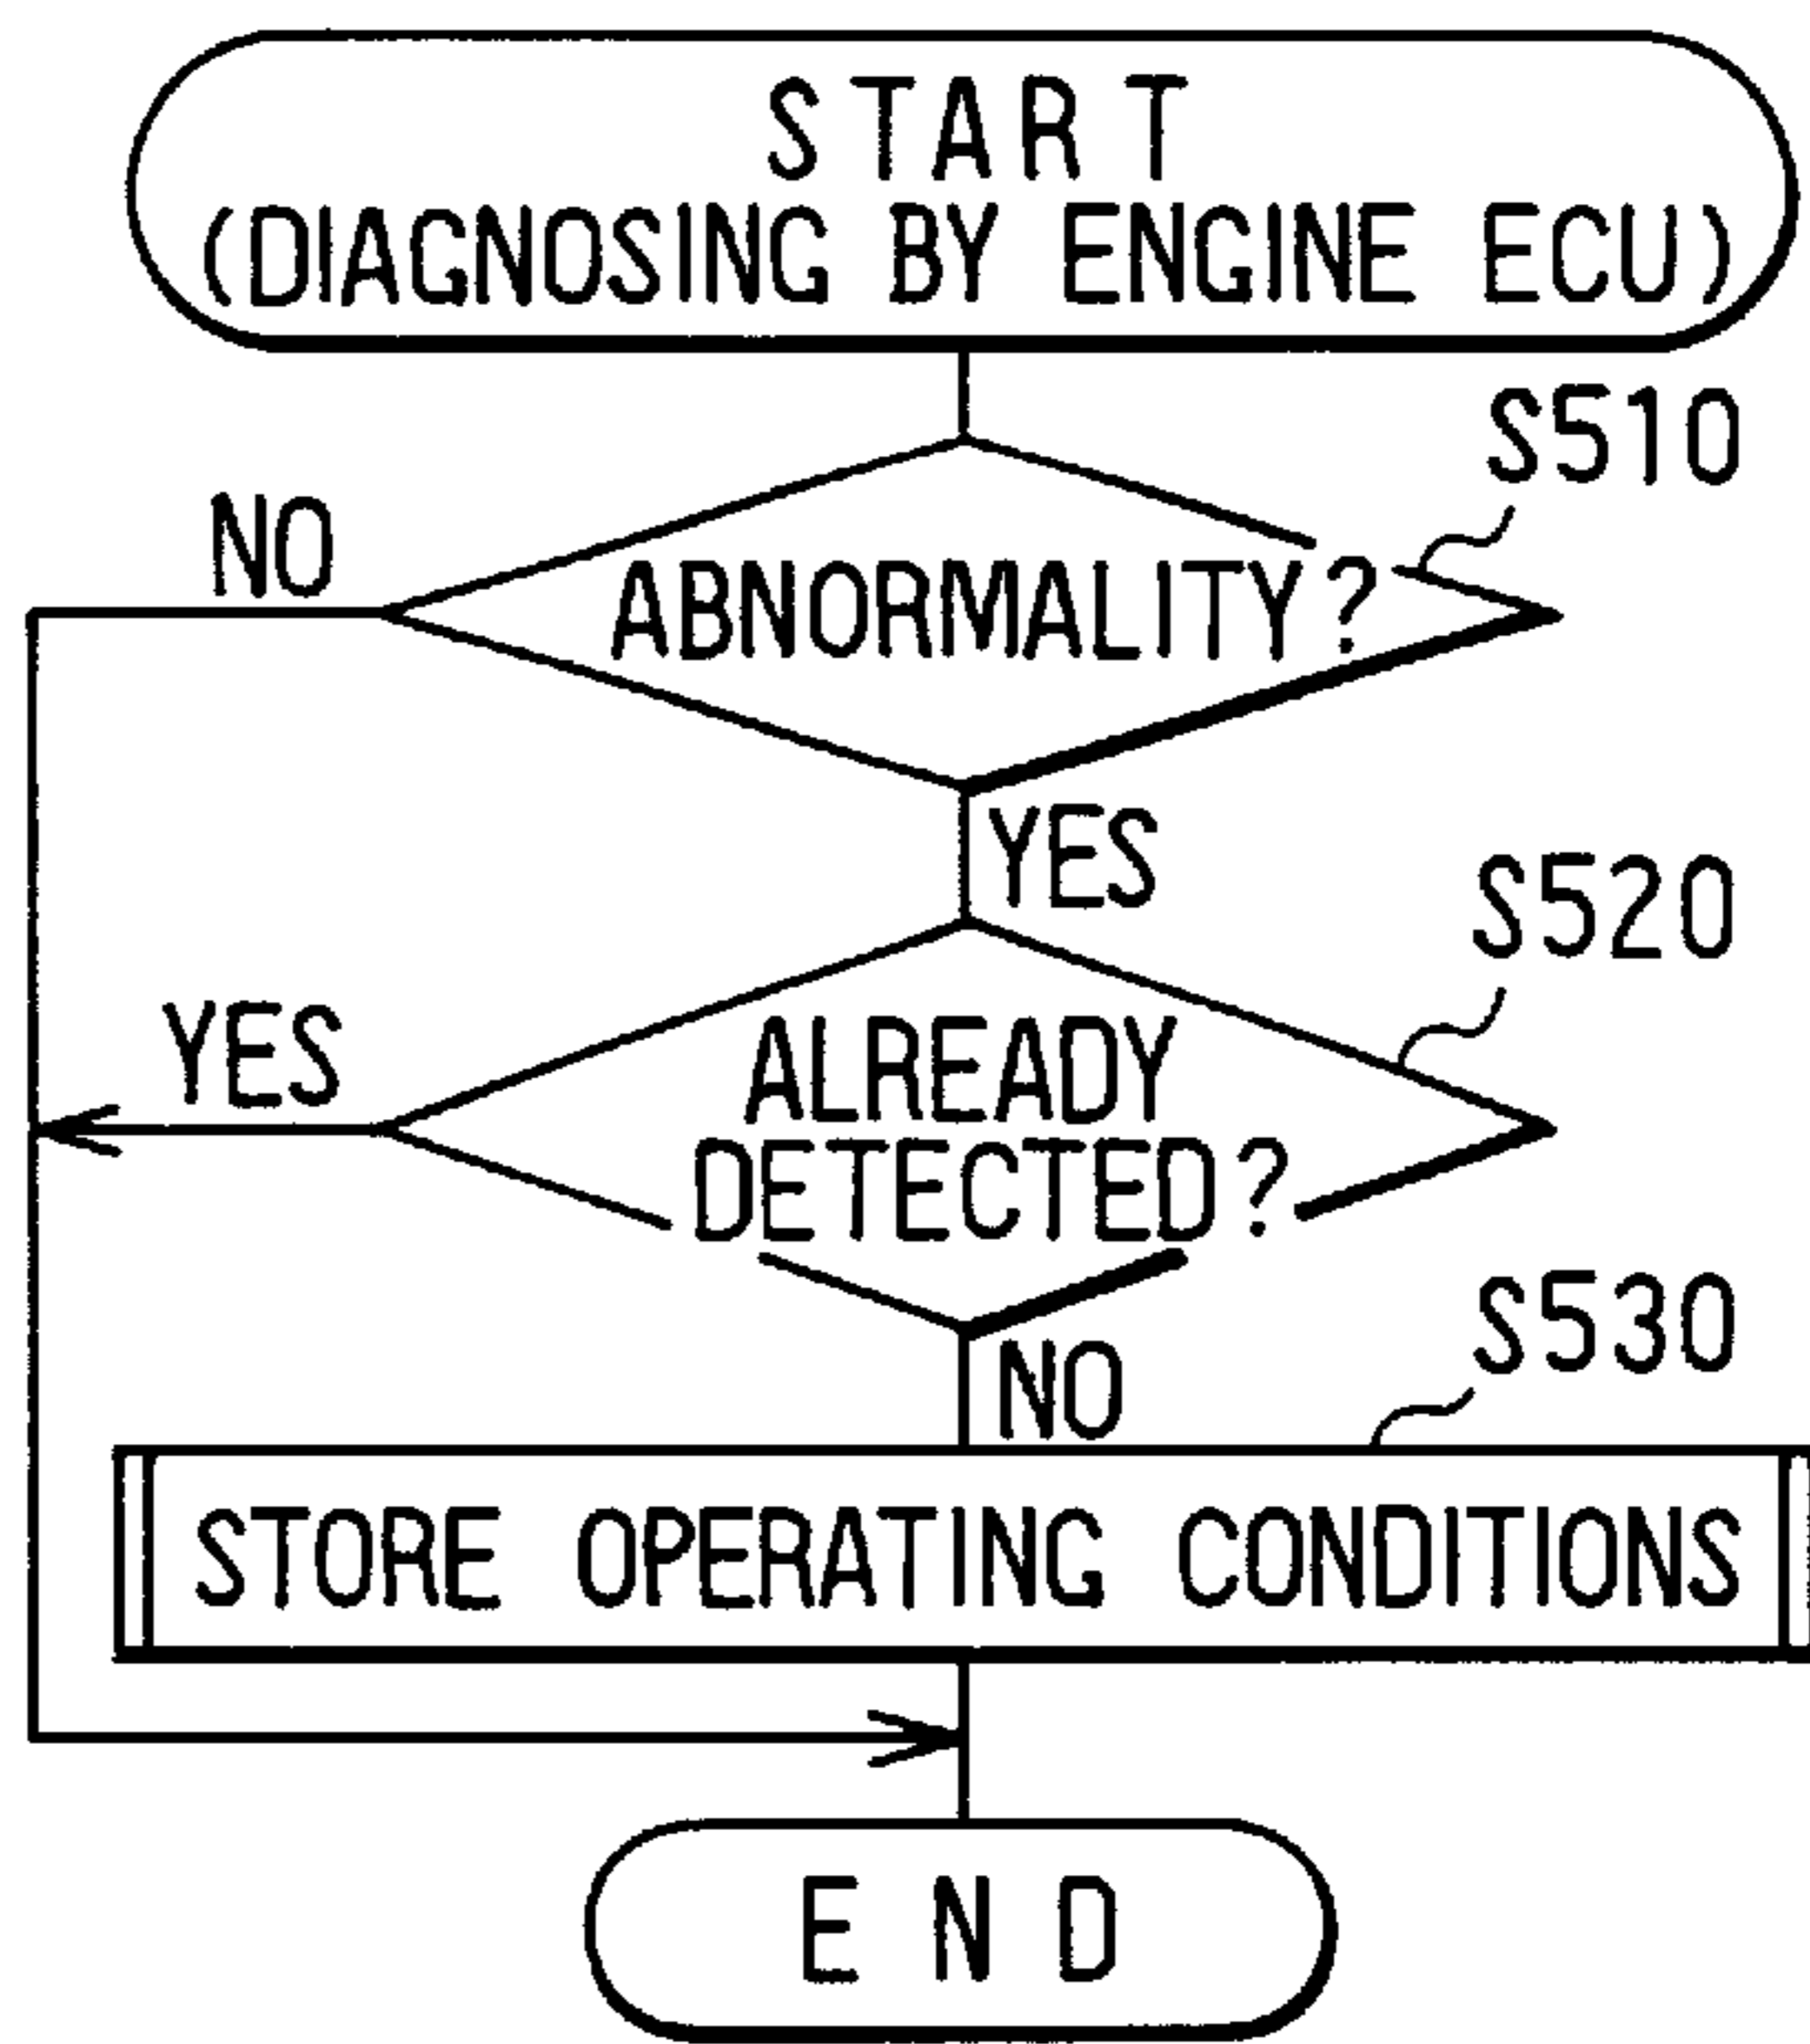 START
(DIAGNOSING BY ENGINE ECU)
S510
NO
ABNORMALITY?
YES
S520
YES
ALREADY
DETECTED?
S530
NO
STORE OPERATING CONDITIONS
END